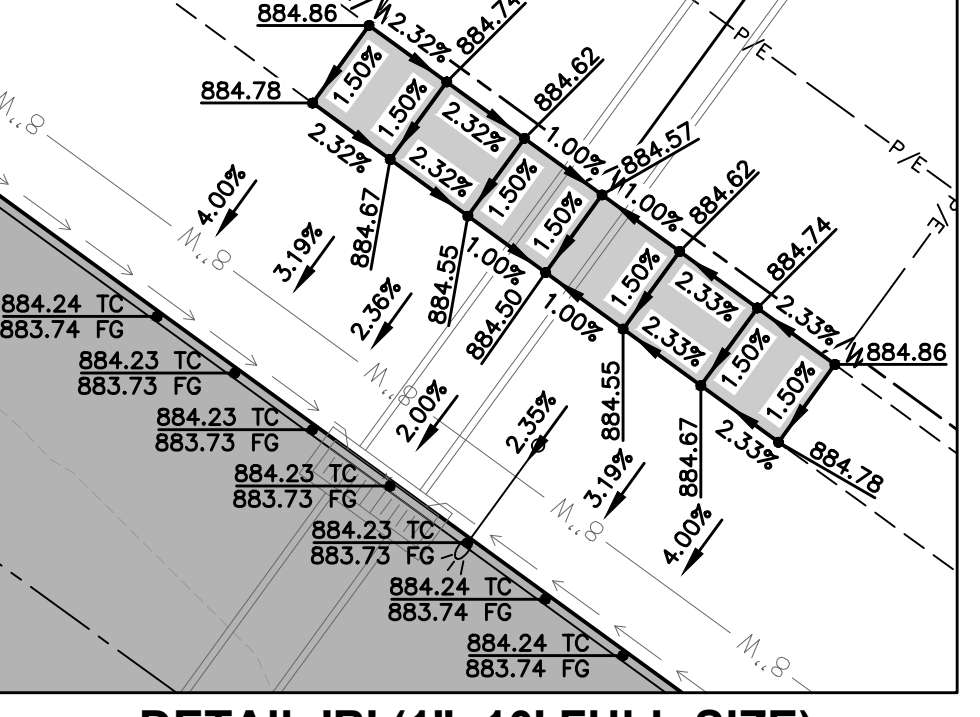 884.86
2.32%
884.74
884.78
1.50%
1.50%
2.32%
884.62
2.32%
2.32%
1.50%
1.00%
884.57
1.50%
1.00%
884.62
P/E
P/E
P/E
8"W
4.00%
8"W
3.19%
884.67
2.36%
884.55
1.00%
884.50
1.00%
1.50%
2.33%
884.74
2.33%
1.50%
2.33%
W
884.86
1.50%
2.33%
884.78
884.24 TC
883.74 FG
884.23 TC
883.73 FG
8"W
2.00%
2.35%
884.55
884.67
3.19%
4.00%
884.23 TC
883.73 FG
884.23 TC
883.73 FG
884.23 TC
883.73 FG
8"W
884.24 TC
883.74 FG
884.24 TC
883.74 FG
8"W